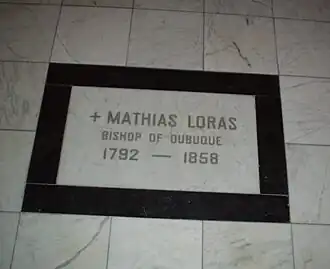 + MATHIAS LORAS
BISHOP OF DUBUQUE
1792 — 1858